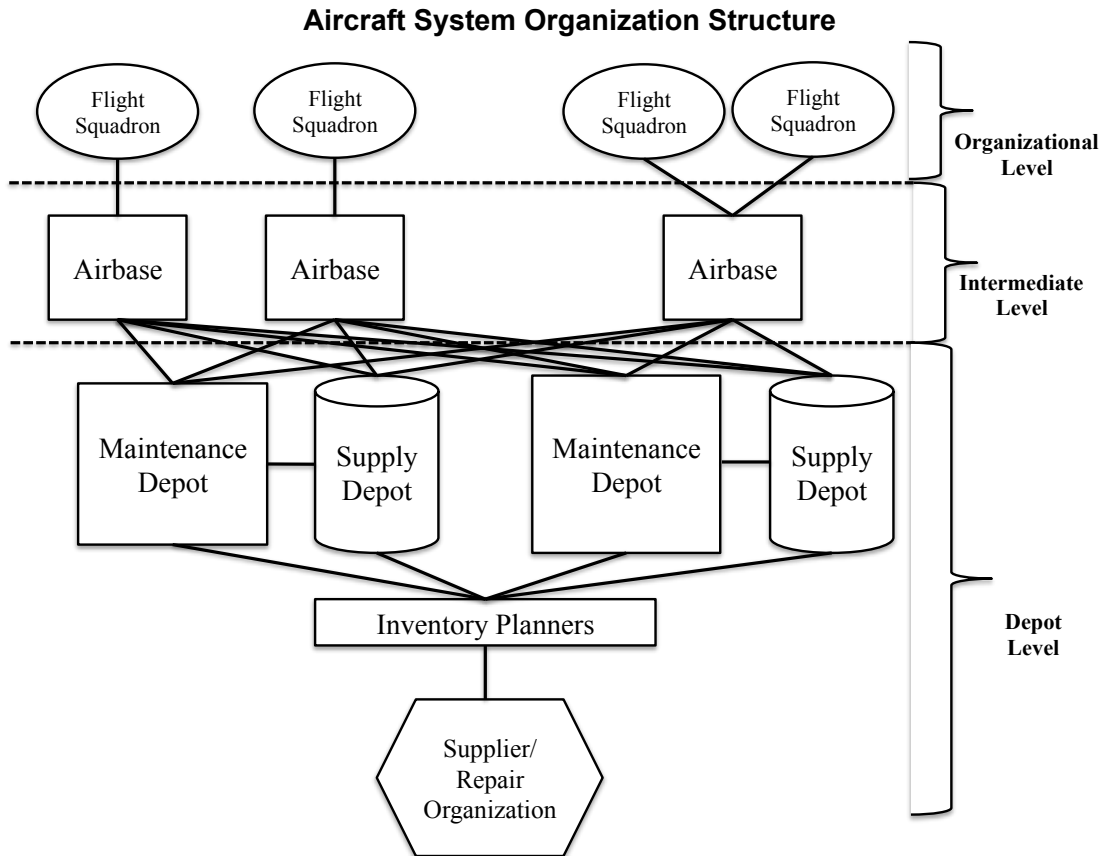 Aircraft System Organization Structure
Flight
Squadron
Flight
Squadron
Flight
Squadron
Flight
Squadron
Organizational
Level
Airbase
Airbase
Airbase
Intermediate
Level
Maintenance
Depot
Supply
Depot
Maintenance
Depot
Supply
Depot
Inventory Planners
Depot
Level
Supplier/
Repair
Organization